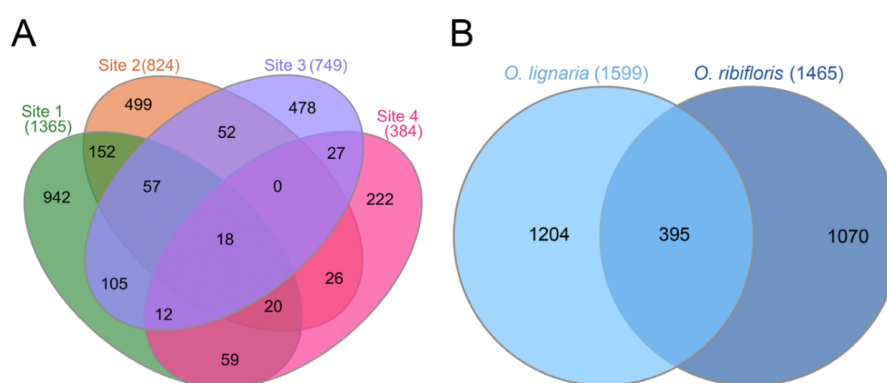 A
Site 1
(1365)
Site 2 (824)
Site 3 (749)
Site 4
(384)
499
478
152
52
27
942
57
0
222
18
105
26
12
20
59
B
O. lignaria (1599)
O. ribifloris (1465)
1204
395
1070